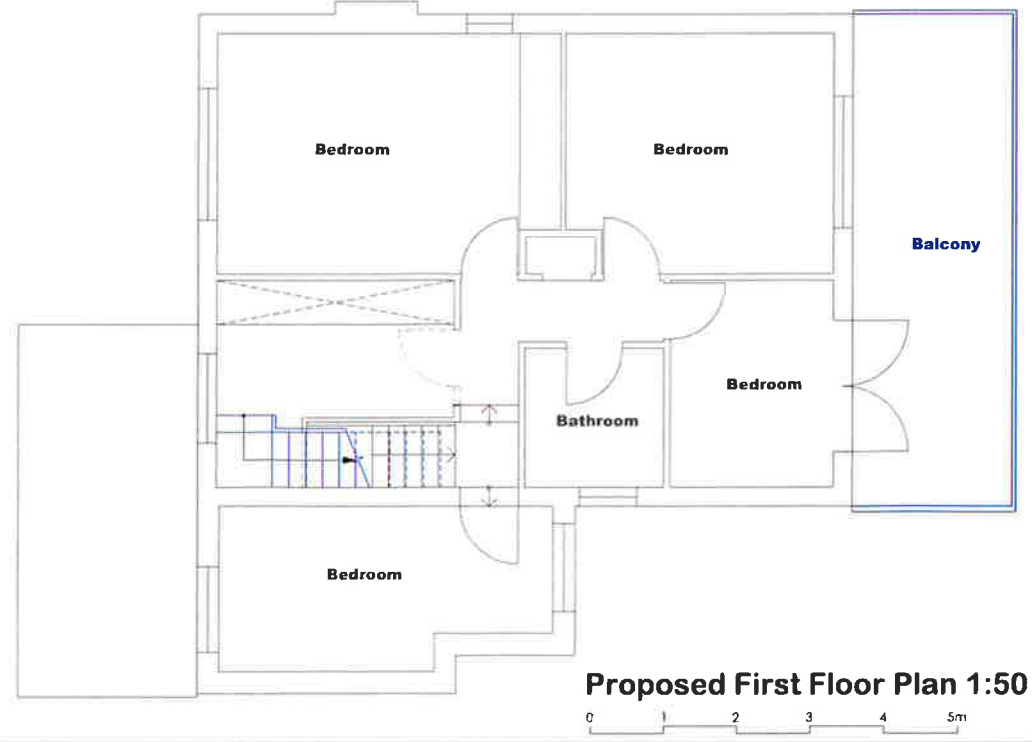 Bedroom
Bedroom
Balcony
Bedroom
Bathroom
Bedroom
Proposed First Floor Plan 1:50
0 1 2 3 4 5m